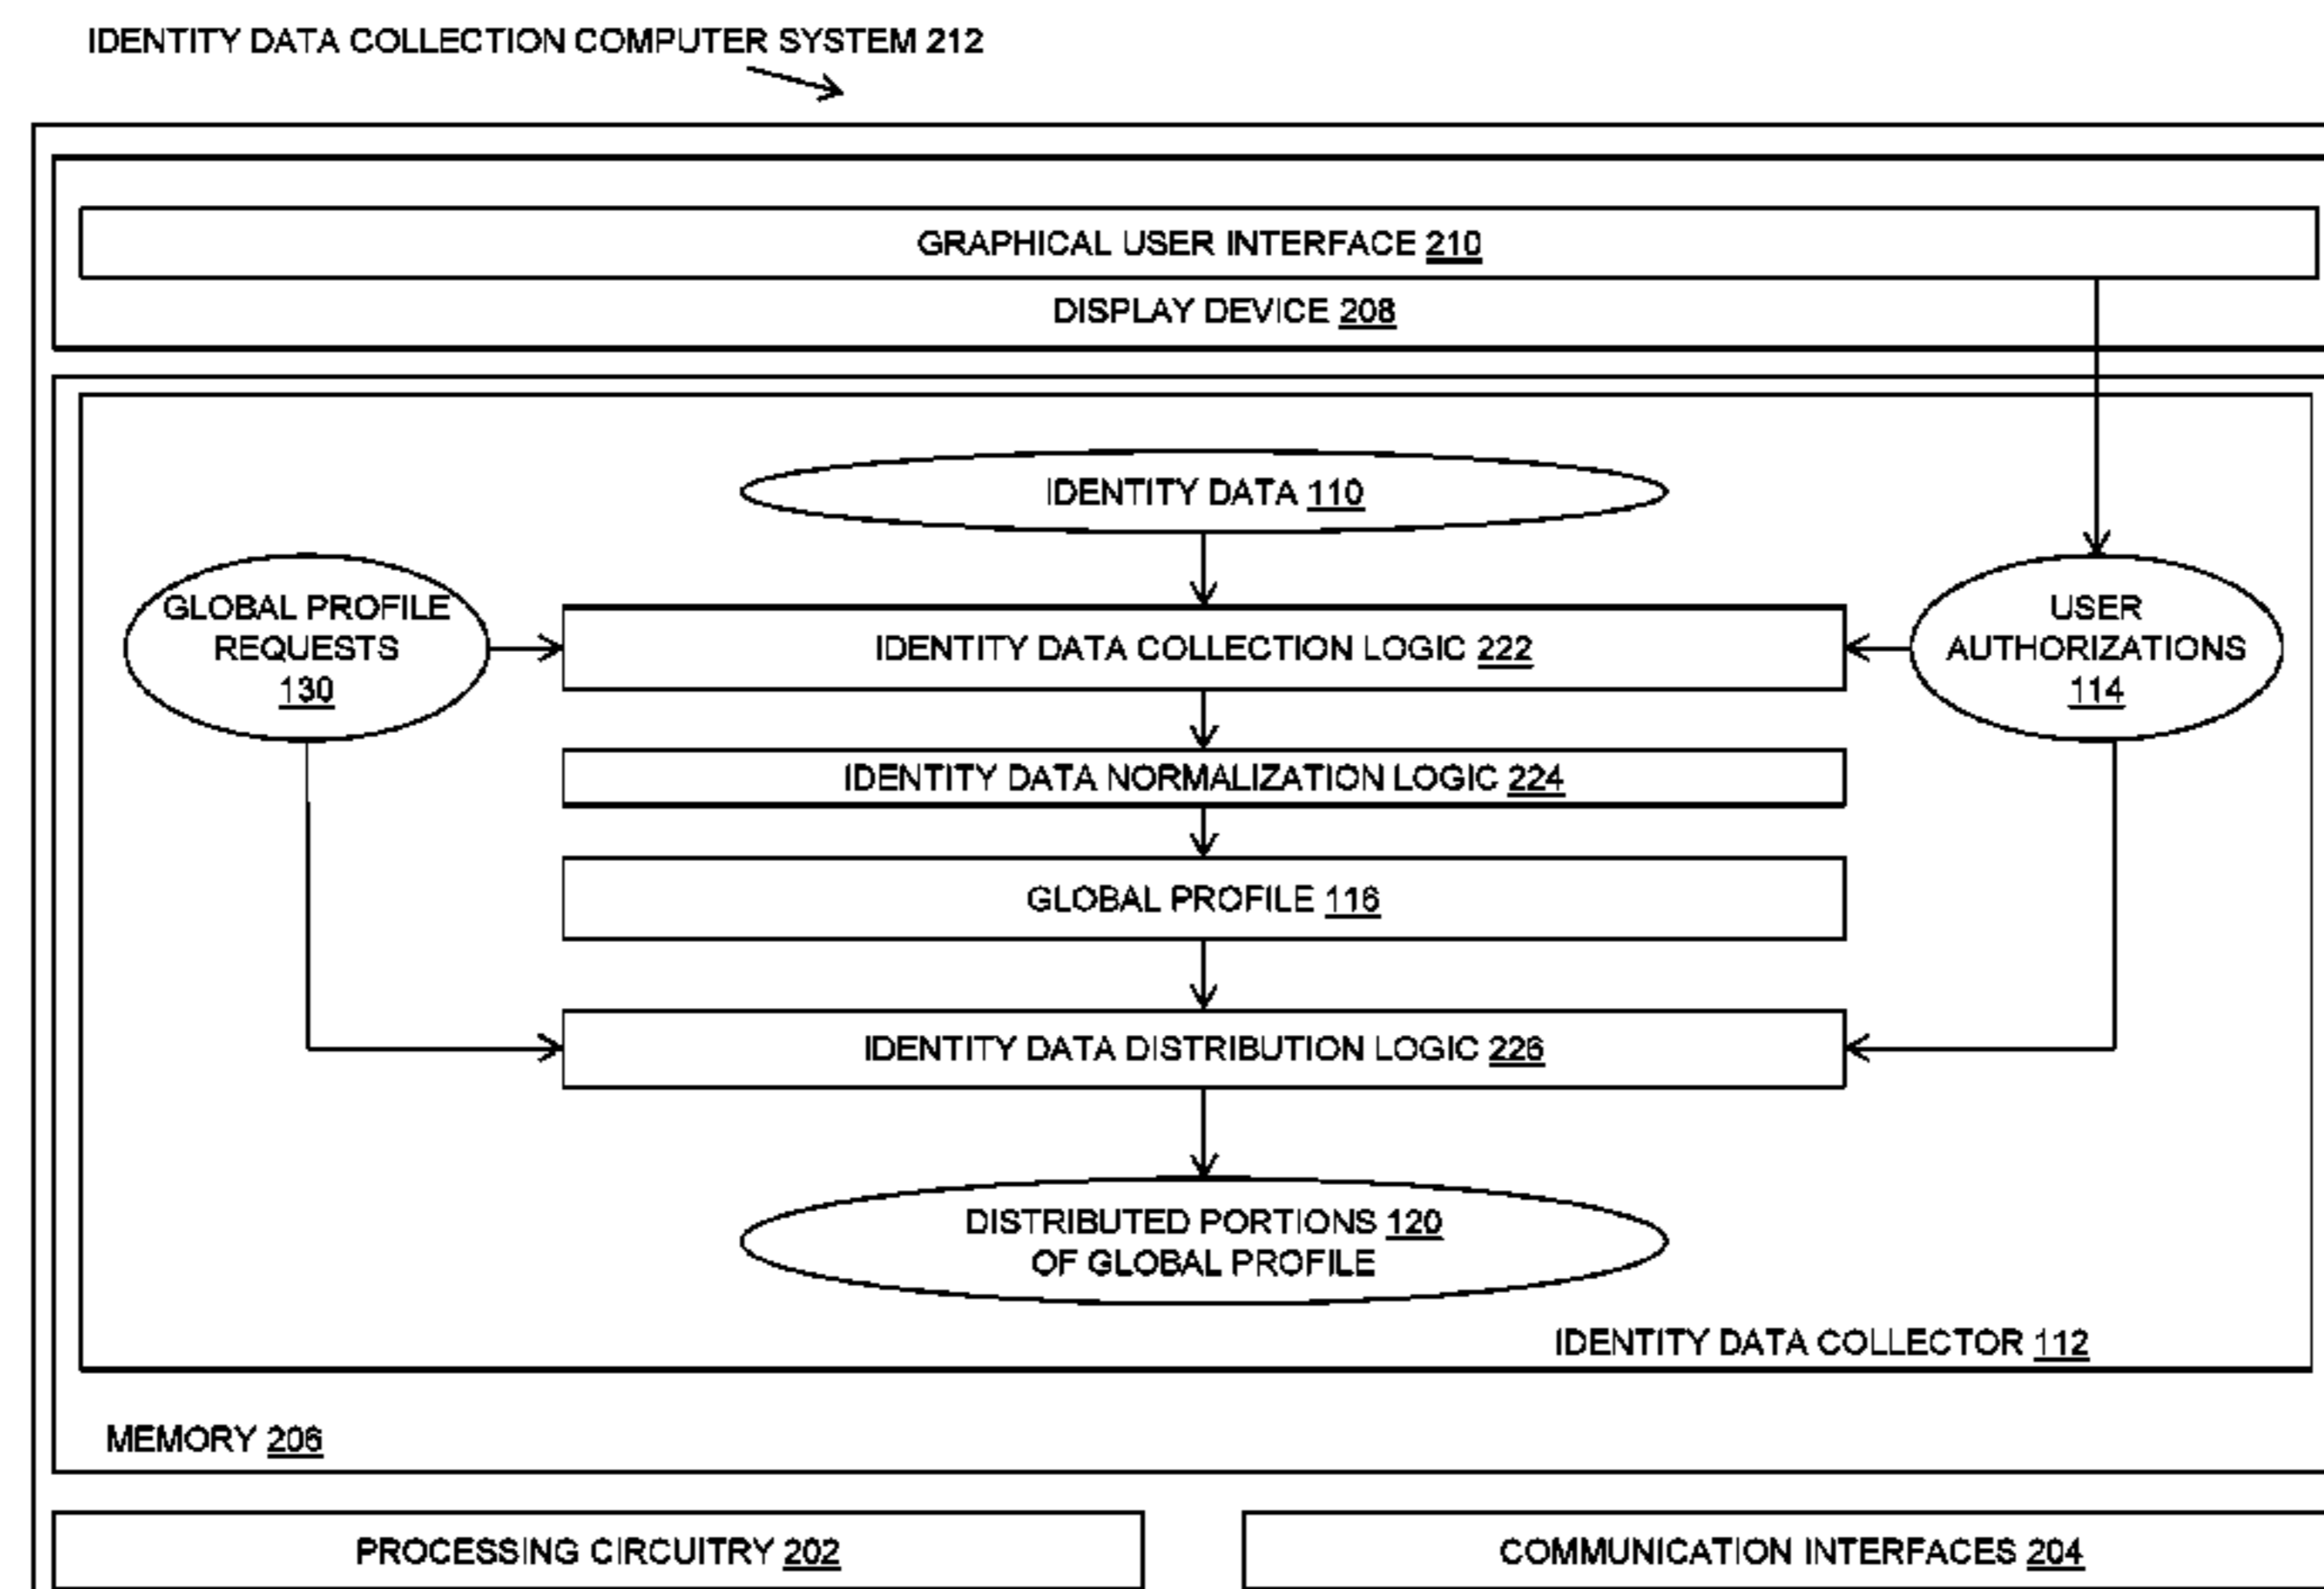 IDENTITY DATA COLLECTION COMPUTER SYSTEM 212
GRAPHICAL USER INTERFACE 210
DISPLAY DEVICE 208
IDENTITY DATA 110
GLOBAL PROFILE
REQUESTS
130
IDENTITY DATA COLLECTION LOGIC 222
USER
AUTHORIZATIONS
114
IDENTITY DATA NORMALIZATION LOGIC 224
GLOBAL PROFILE 116
IDENTITY DATA DISTRIBUTION LOGIC 226
DISTRIBUTED PORTIONS 120
OF GLOBAL PROFILE
IDENTITY DATA COLLECTOR 112
MEMORY 206
PROCESSING CIRCUITRY 202
COMMUNICATION INTERFACES 204